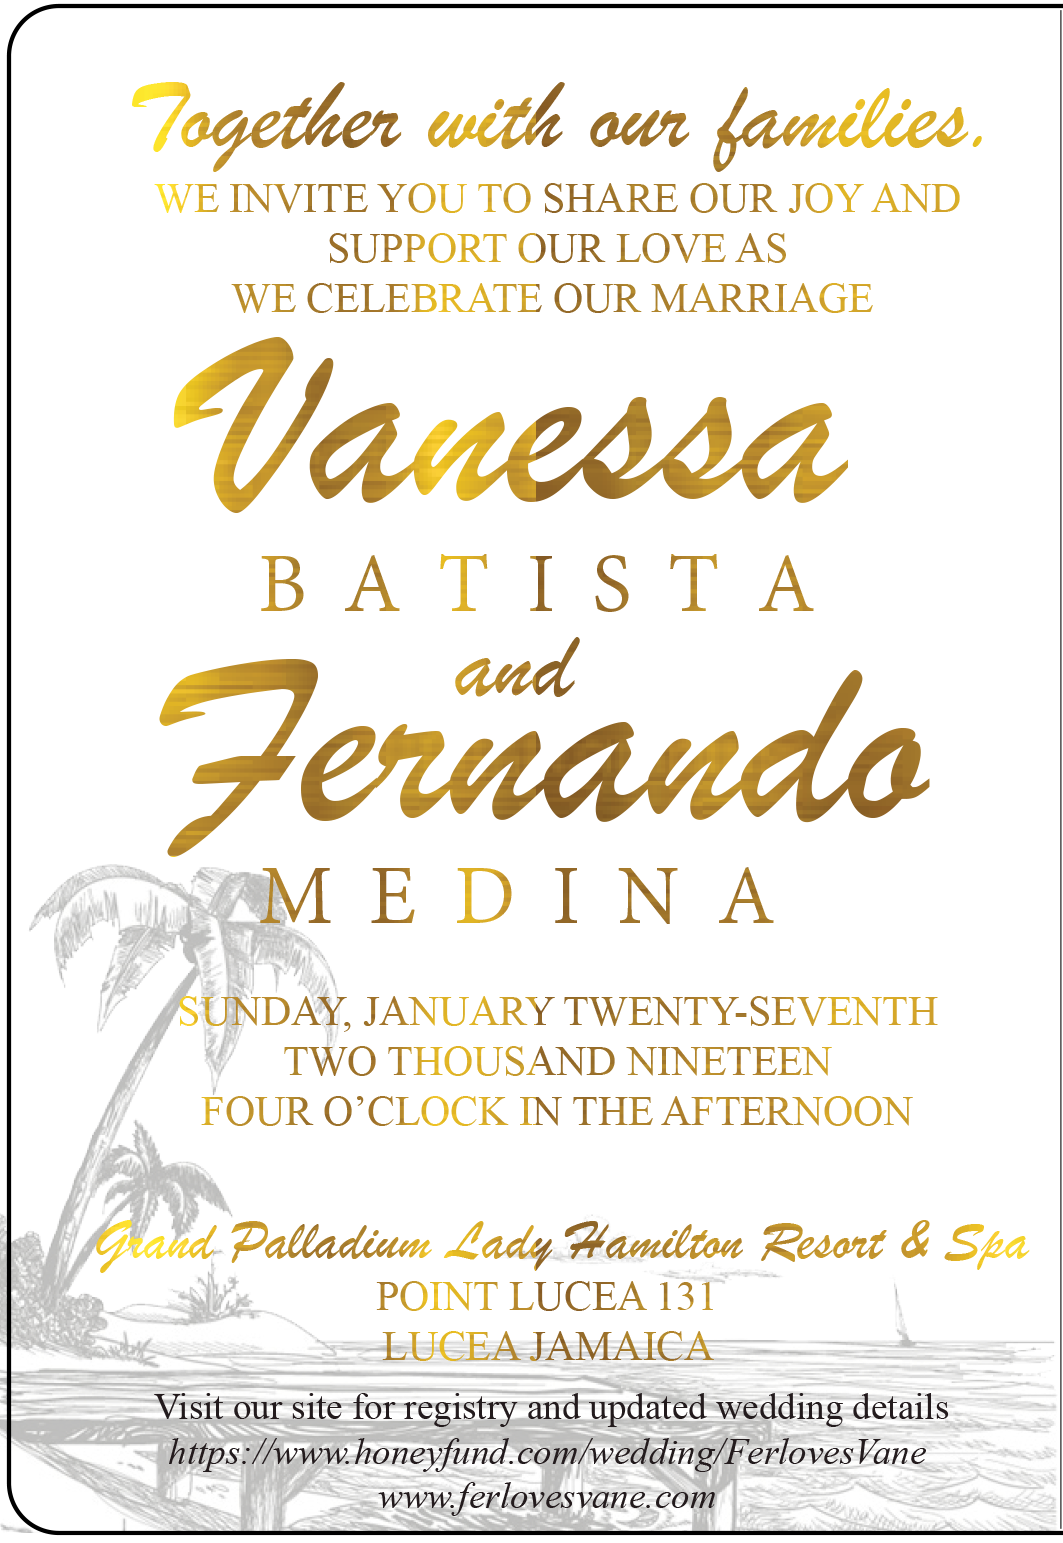 Together with our families.
WE INVITE YOU TO SHARE OUR JOY AND
SUPPORT OUR LOVE AS
WE CELEBRATE OUR MARRIAGE
Vanessa
BATISTA
and
Fernando
MEDINA
SUNDAY, JANUARY TWENTY-SEVENTH
TWO THOUSAND NINETEEN
FOUR O’CLOCK IN THE AFTERNOON
Grand Palladium Lady Hamilton Resort & Spa
POINT LUCEA 131
LUCEA JAMAICA
Visit our site for registry and updated wedding details
https://www.honeyfund.com/wedding/FerlovesVane
www.ferlovesvane.com